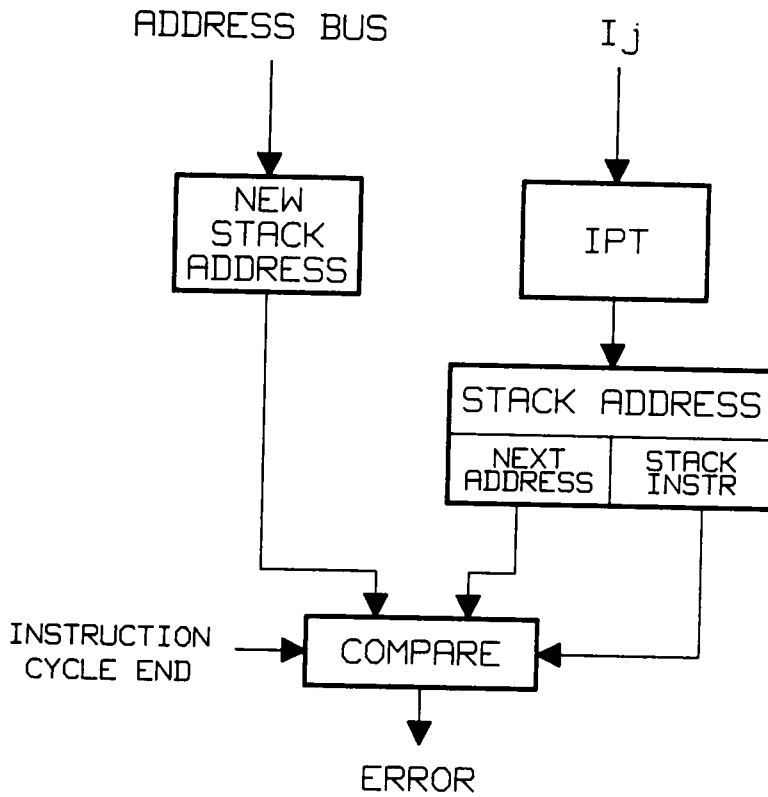 ADDRESS BUS
Ij
NEW
STACK
ADDRESS
IPT
STACK ADDRESS
NEXT
ADDRESS
STACK
INSTR
INSTRUCTION
CYCLE END
COMPARE
ERROR